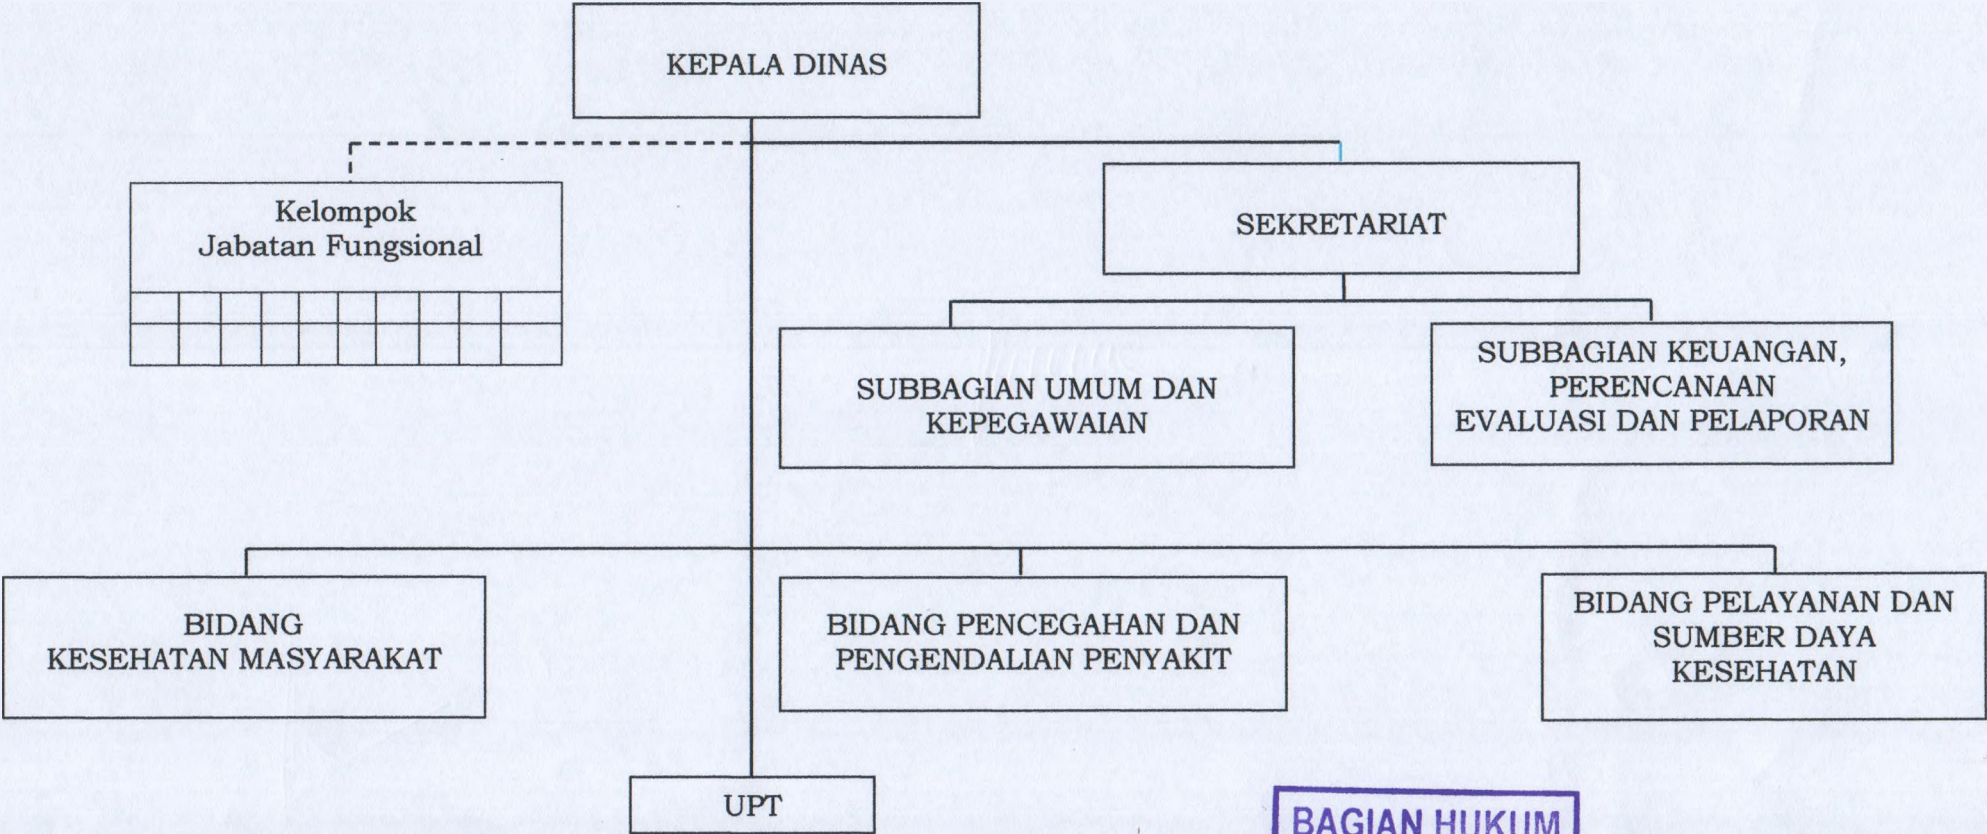 KEPALA DINAS
Kelompok
Jabatan Fungsional
SEKRETARIAT
SUBBAGIAN UMUM DAN
KEPEGAWAIAN
SUBBAGIAN KEUANGAN,
PERENCANAAN
EVALUASI DAN PELAPORAN
BIDANG
KESEHATAN MASYARAKAT
BIDANG PENCEGAHAN DAN
PENGENDALIAN PENYAKIT
BIDANG PELAYANAN DAN
SUMBER DAYA
KESEHATAN
UPT
BAGIAN HUKUM